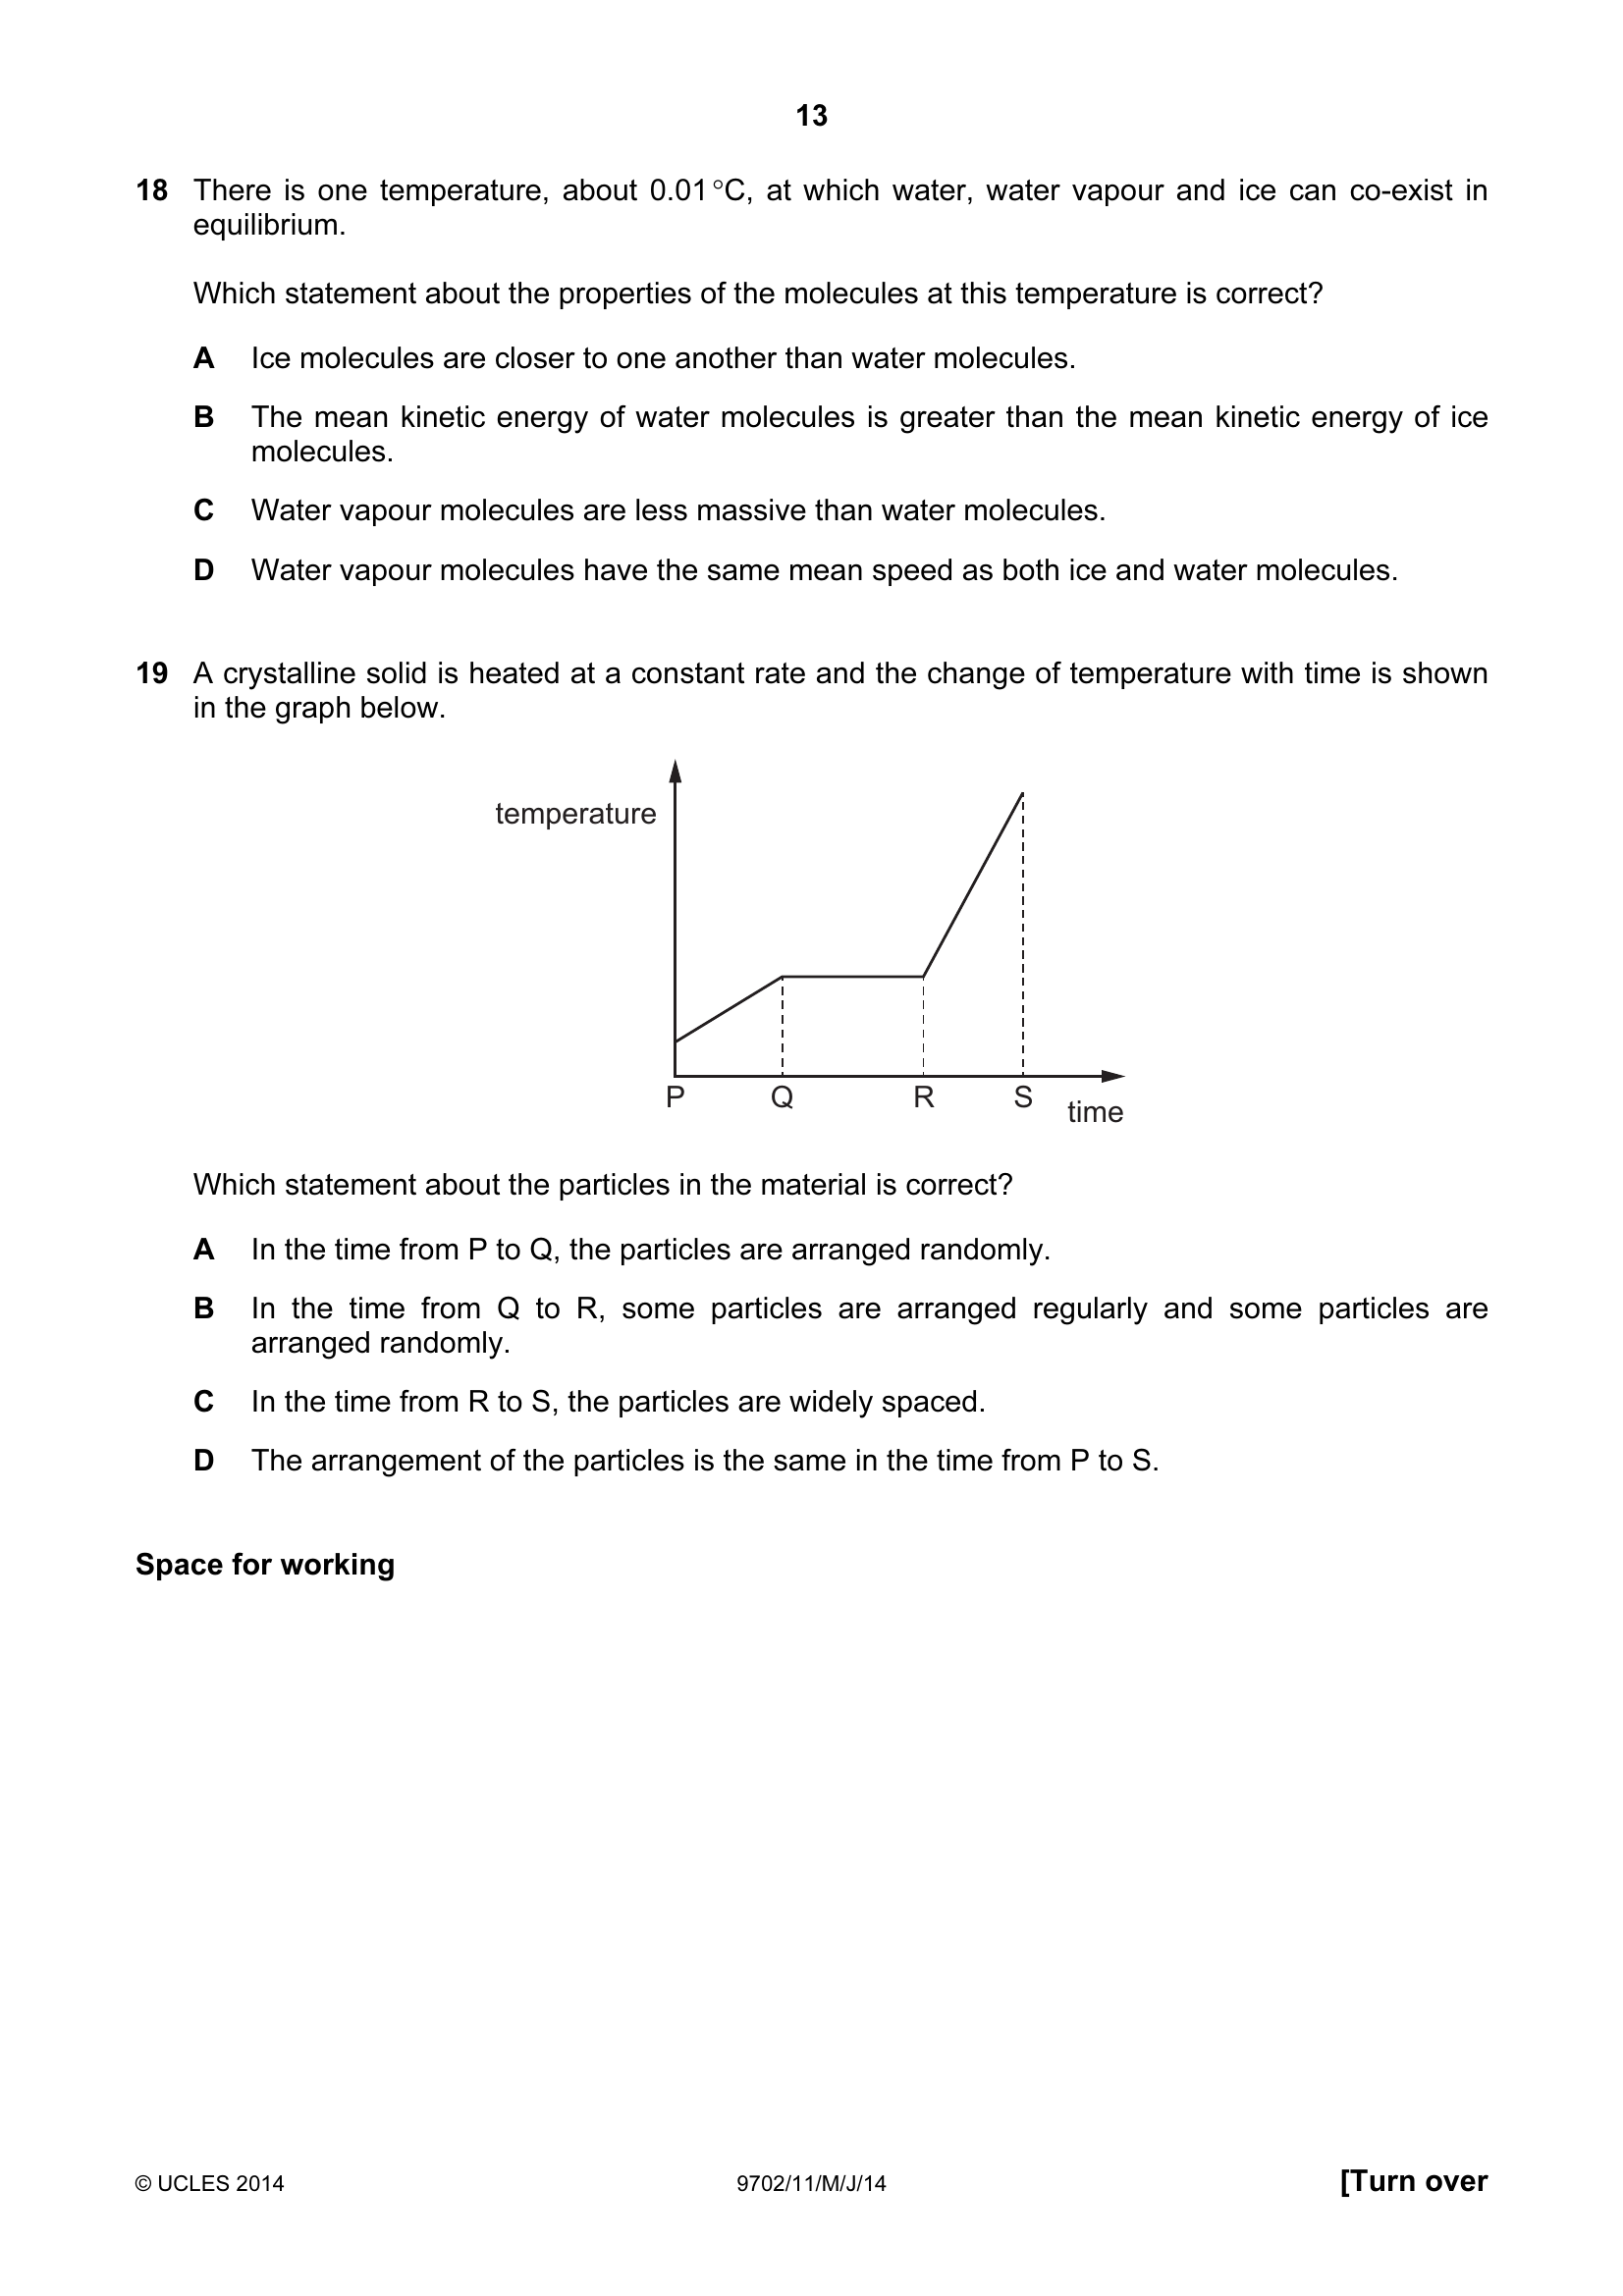 13
18 There is one temperature, about 0.01 °C, at which water, water vapour and ice can co-exist in
equilibrium.
Which statement about the properties of the molecules at this temperature is correct?
A Ice molecules are closer to one another than water molecules.
B The mean kinetic energy of water molecules is greater than the mean kinetic energy of ice
molecules.
C Water vapour molecules are less massive than water molecules.
D Water vapour molecules have the same mean speed as both ice and water molecules.
19 A crystalline solid is heated at a constant rate and the change of temperature with time is shown
in the graph below.
temperature
P Q R S
time
Which statement about the particles in the material is correct?
A In the time from P to Q, the particles are arranged randomly.
B In the time from Q to R, some particles are arranged regularly and some particles are
arranged randomly.
C In the time from R to S, the particles are widely spaced.
D The arrangement of the particles is the same in the time from P to S.
Space for working
© UCLES 2014 9702/11/M/J/14 [Turn over